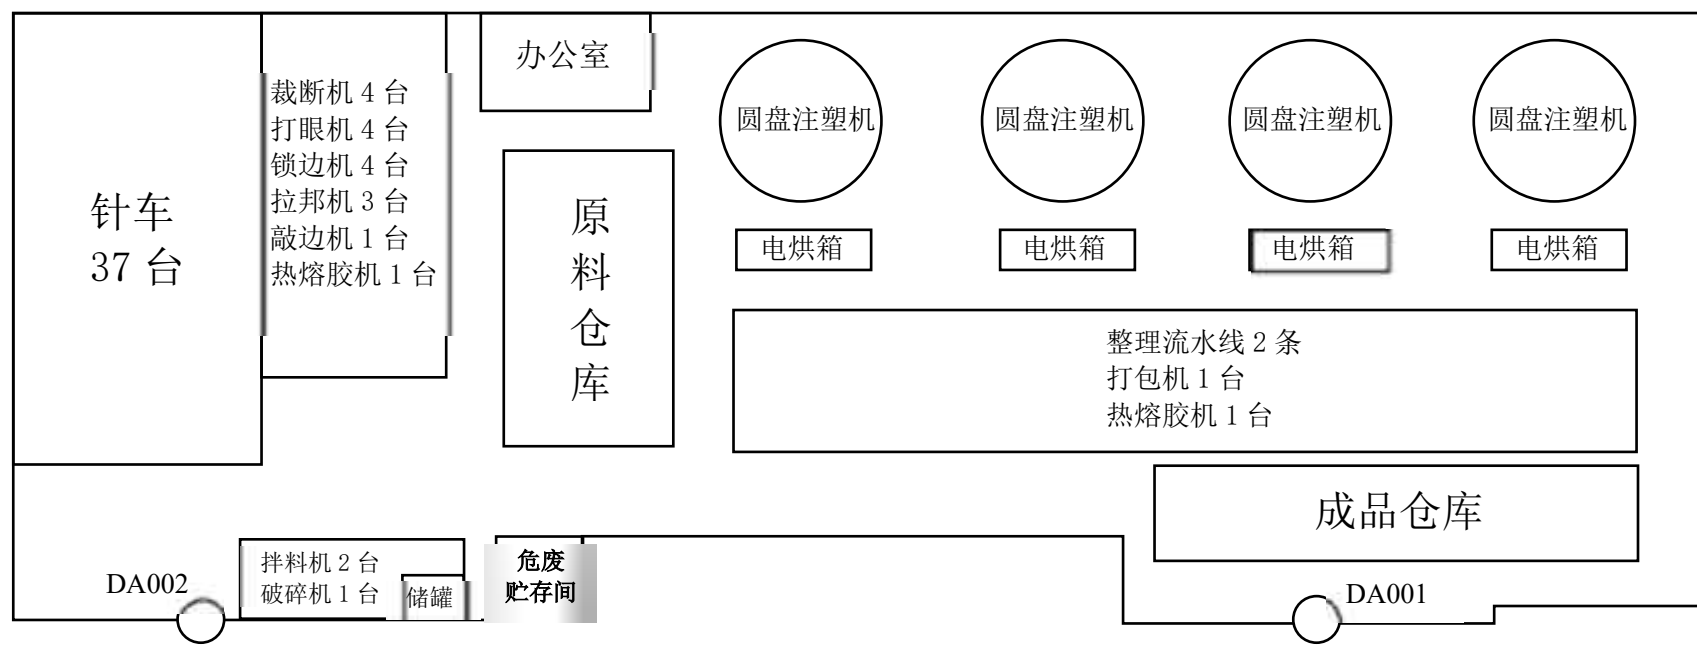 针车
37 台
裁断机 4 台
打眼机 4 台
锁边机 4 台
拉邦机 3 台
敲边机 1 台
热熔胶机 1 台
办公室
原
料
仓
库
圆盘注塑机
圆盘注塑机
圆盘注塑机
圆盘注塑机
电烘箱
电烘箱
电烘箱
电烘箱
整理流水线 2 条
打包机 1 台
热熔胶机 1 台
成品仓库
DA002
拌料机 2 台
破碎机 1 台
储罐
危废
贮存间
DA001